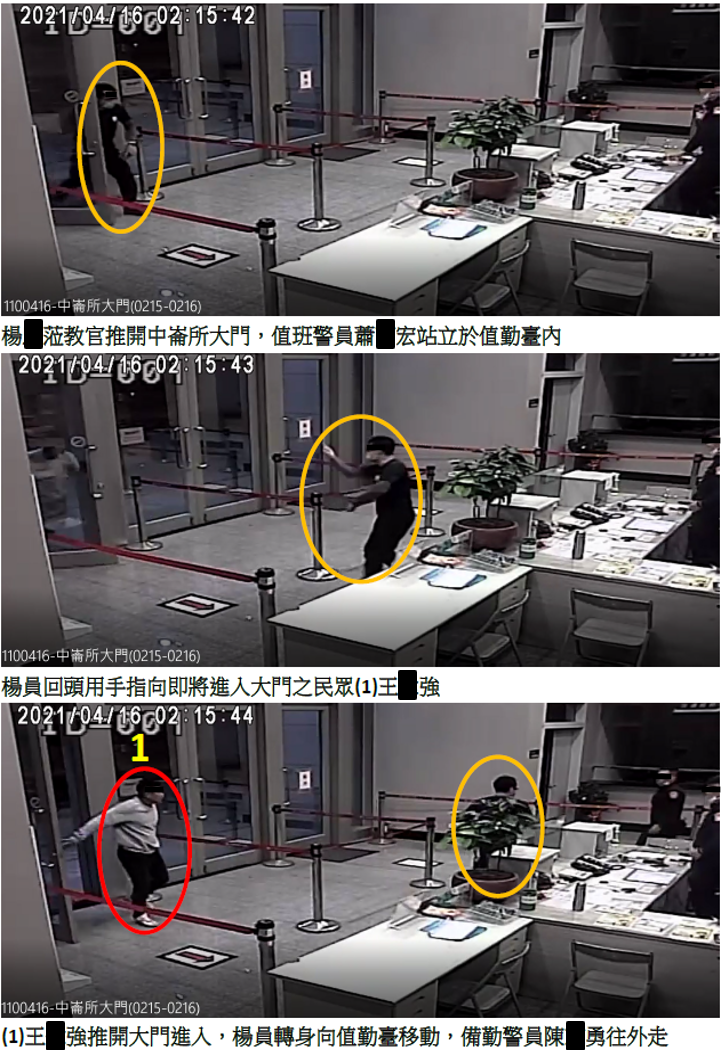 2021/04/16 02:15:42
ID-001
1100416-中崙所大門(0215-0216)
楊 蒞教官推開中崙所大門，值班警員蕭 宏站立於值勤臺內
2021/04/16 02:15:43
ID-001
1100416-中崙所大門(0215-0216)
楊員回頭用手指向即將進入大門之民眾(1)王 強
2021/04/16 02:15:44
ID-001
1
1100416-中崙所大門(0215-0216)
(1)王 強推開大門進入，楊員轉身向值勤臺移動，備勤警員陳 勇往外走